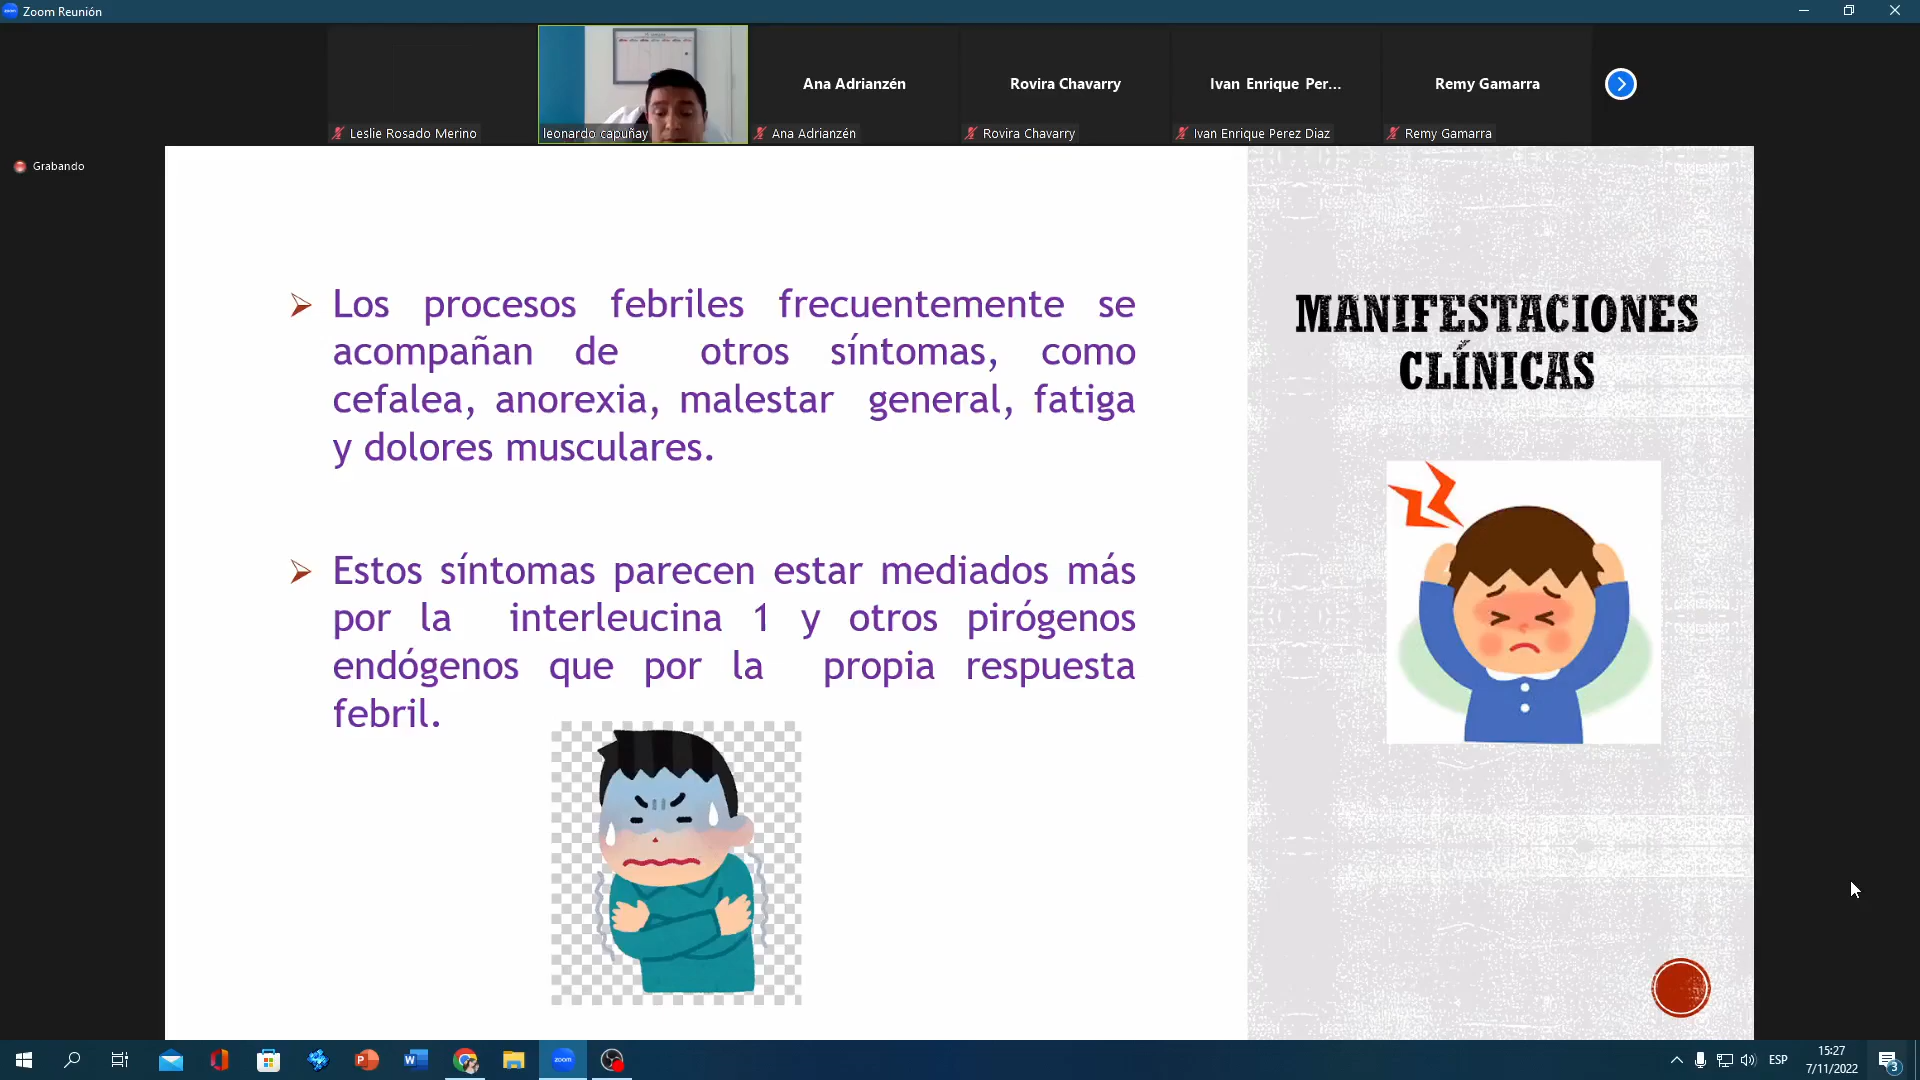 Zoom Reunión
Ana Adrianzén
Rovira Chavarry
Ivan Enrique Per...
Remy Gamarra
Leslie Rosado Merino
leonardo capuñay
Ana Adrianzén
Rovira Chavarry
Ivan Enrique Perez Diaz
Remy Gamarra
Grabando
Los procesos febriles frecuentemente se
acompañan de otros síntomas, como
cefalea, anorexia, malestar general, fatiga
y dolores musculares.
Estos síntomas parecen estar mediados más
por la interleucina 1 y otros pirógenos
endógenos que por la propia respuesta
febril.
MANIFESTACIONES
CLÍNICAS
zoom
ESP
15:27
7/11/2022
3